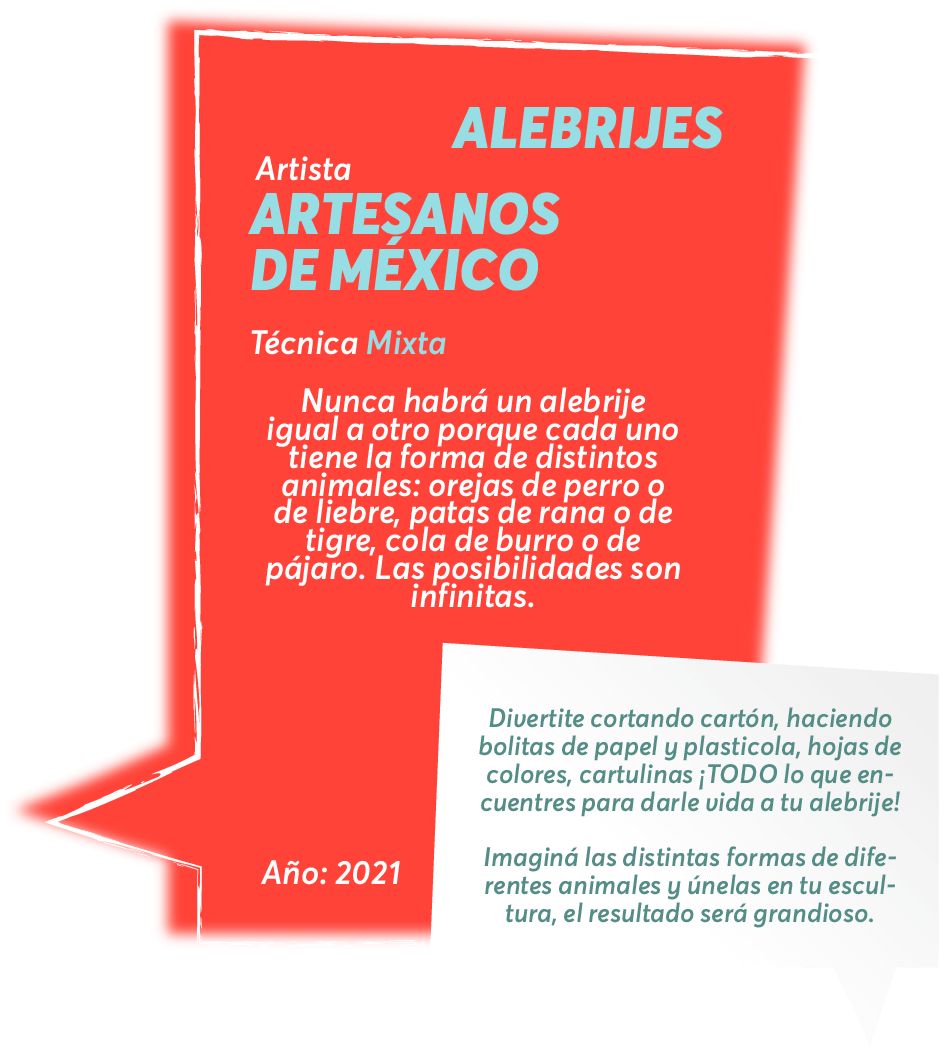 ALEBRIJES
Artista
ARTESANOS
DE MÉXICO
Técnica Mixta
Nunca habrá un alebrije
igual a otro porque cada uno
tiene la forma de distintos
animales: orejas de perro o
de liebre, patas de rana o de
tigre, cola de burro o de
pájaro. Las posibilidades son
infinitas.
Año: 2021
Divertite cortando cartón, haciendo
bolitas de papel y plasticola, hojas de
colores, cartulinas ¡TODO lo que en-
cuentres para darle vida a tu alebrije!
Imaginá las distintas formas de dife-
rentes animales y únelas en tu escul-
tura, el resultado será grandioso.